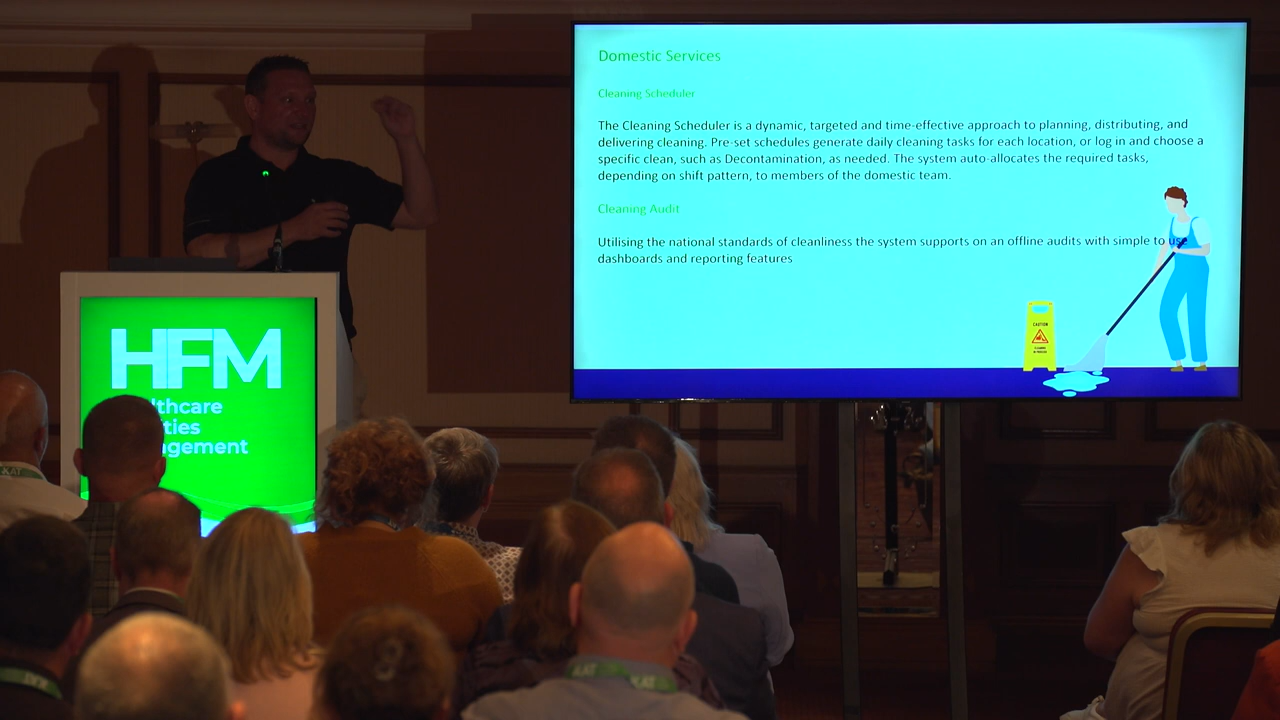 Domestic Services
Cleaning Scheduler
The Cleaning Scheduler is a dynamic, targeted and time-effective approach to planning, distributing, and
delivering cleaning. Pre-set schedules generate daily cleaning tasks for each location, or log in and choose a
specific clean, such as Decontamination, as needed. The system auto-allocates the required tasks,
depending on shift pattern, to members of the domestic team.
Cleaning Audit
Utilising the national standards of cleanliness the system supports on an offline audits with simple to use
dashboards and reporting features
CAUTION
HFM
lthcare
ities
agement